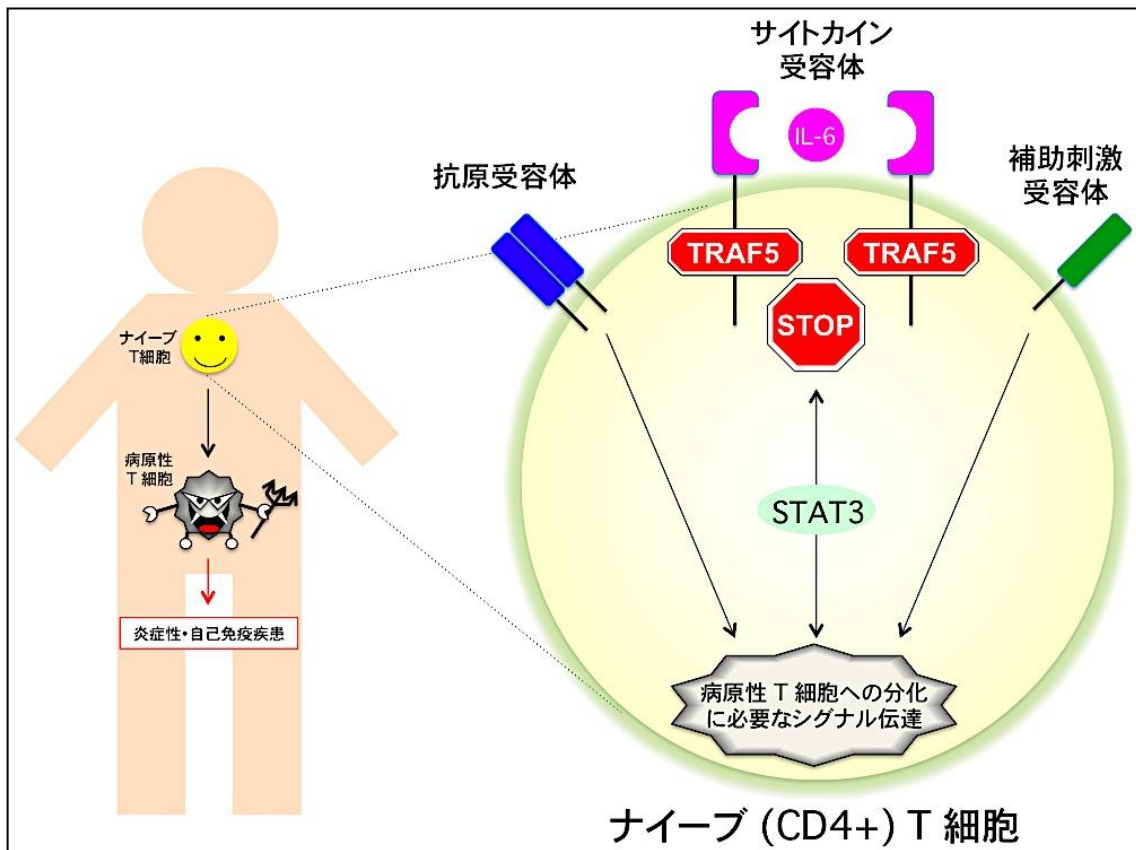 サイトカイン
受容体
IL-6
抗原受容体
補助刺激
受容体
TRAF5
TRAF5
STOP
ナイーブ
T細胞
病原性
T 細胞
STAT3
炎症性・自己免疫疾患
病原性 T 細胞への分化
に必要なシグナル伝達
ナイーブ (CD4+) T 細胞